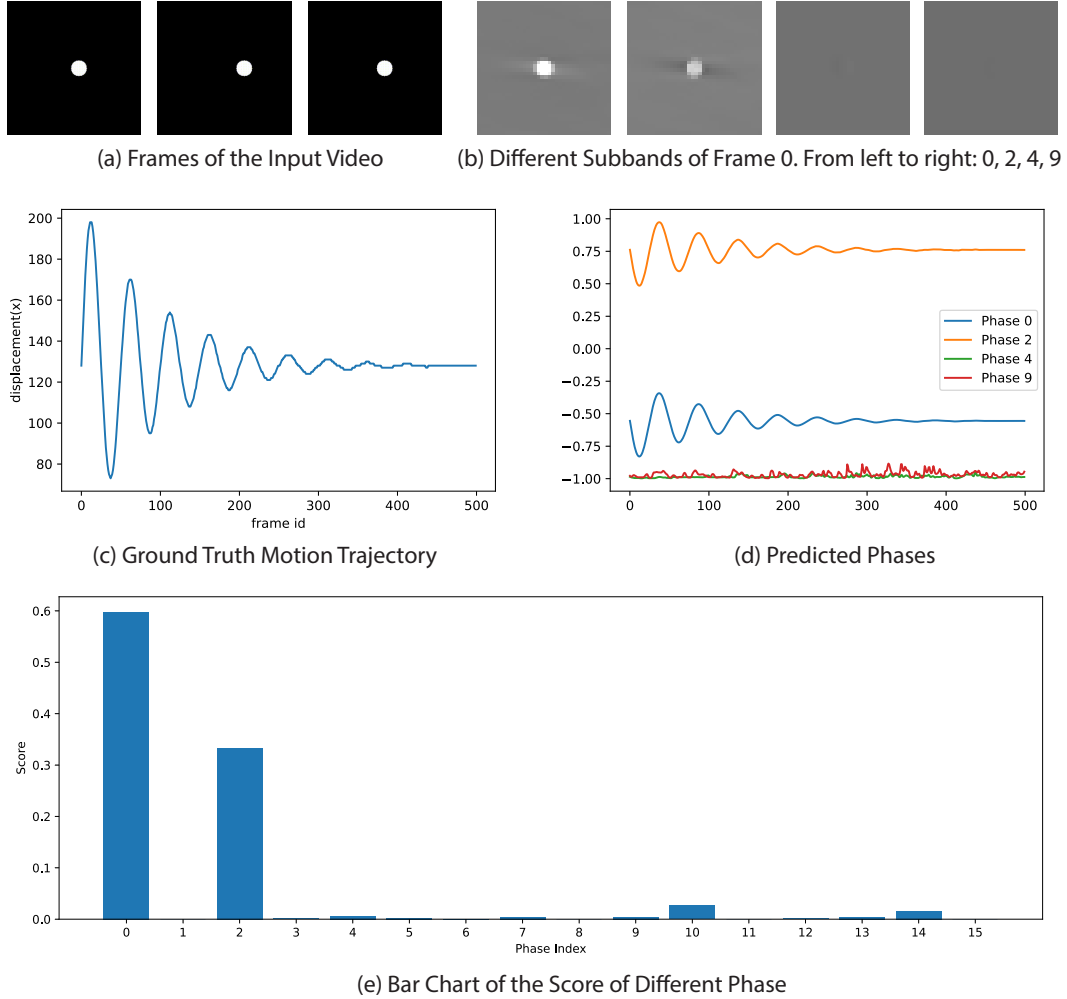 (a) Frames of the Input Video
(b) Different Subbands of Frame 0. From left to right: 0, 2, 4, 9
200
180
160
140
120
100
80
displacement(x)
0 100 200 300 400 500
frame id
(c) Ground Truth Motion Trajectory
1.00
0.75
0.50
0.25
0.00
−0.25
−0.50
−0.75
−1.00
Phase 0
Phase 2
Phase 4
Phase 9
0 100 200 300 400 500
(d) Predicted Phases
0.6
0.5
0.4
0.3
0.2
0.1
0.0
Score
0 1 2 3 4 5 6 7 8 9 10 11 12 13 14 15
Phase Index
(e) Bar Chart of the Score of Different Phase